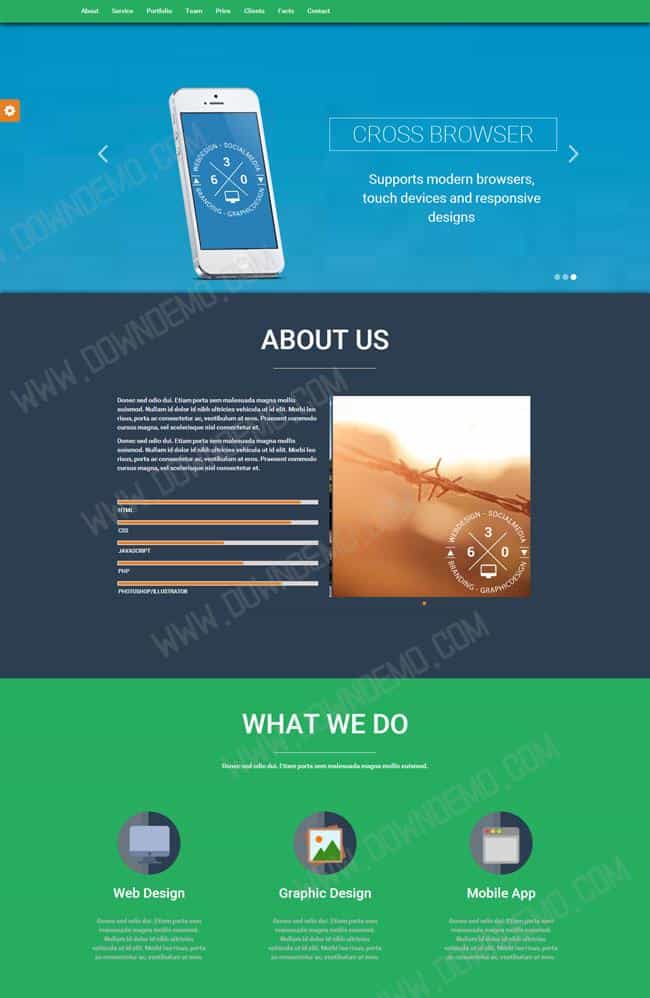 About Service Portfolio Team Price Clients Facts Contact
CROSS BROWSER
Supports modern browsers,
touch devices and responsive
designs
WEBDESIGN - SOCIALMEDIA
3
6 0
BRANDING - GRAPHICDESIGN
ABOUT US
Donec sed odio dui. Etiam porta sem malesuada magna mollis
euismod. Nullam id dolor id nibh ultricies vehicula ut id elit. Morbi leo
risus, porta ac consectetur ac, vestibulum at eros. Praesent commodo
cursus magna, vel scelerisque nisl consectetur et.
Donec sed odio dui. Etiam porta sem malesuada magna mollis
euismod. Nullam id dolor id nibh ultricies vehicula ut id elit. Morbi leo
risus, porta ac consectetur ac, vestibulum at eros. Praesent commodo
cursus magna, vel scelerisque nisl consectetur et.
HTML
CSS
JAVASCRIPT
PHP
PHOTOSHOP/ILLUSTRATOR
WEBDESIGN - SOCIALMEDIA
3
6 0
BRANDING - GRAPHICDESIGN
WHAT WE DO
Donec sed odio dui. Etiam porta sem malesuada magna mollis euismod.
Web Design
Donec sed odio dui. Etiam porta sem
malesuada magna mollis euismod.
Nullam id dolor id nibh ultricies
vehicula ut id elit. Morbi leo risus, porta
ac consectetur ac, vestibulum at eros.
Graphic Design
Donec sed odio dui. Etiam porta sem
malesuada magna mollis euismod.
Nullam id dolor id nibh ultricies
vehicula ut id elit. Morbi leo risus, porta
ac consectetur ac, vestibulum at eros.
Mobile App
Donec sed odio dui. Etiam porta sem
malesuada magna mollis euismod.
Nullam id dolor id nibh ultricies
vehicula ut id elit. Morbi leo risus, porta
ac consectetur ac, vestibulum at eros.
WWW.DOWNDEMO.COM
WWW.DOWNDEMO.COM
WWW.DOWNDEMO.COM
WWW.DOWNDEMO.COM
WWW.DOWNDEMO.COM